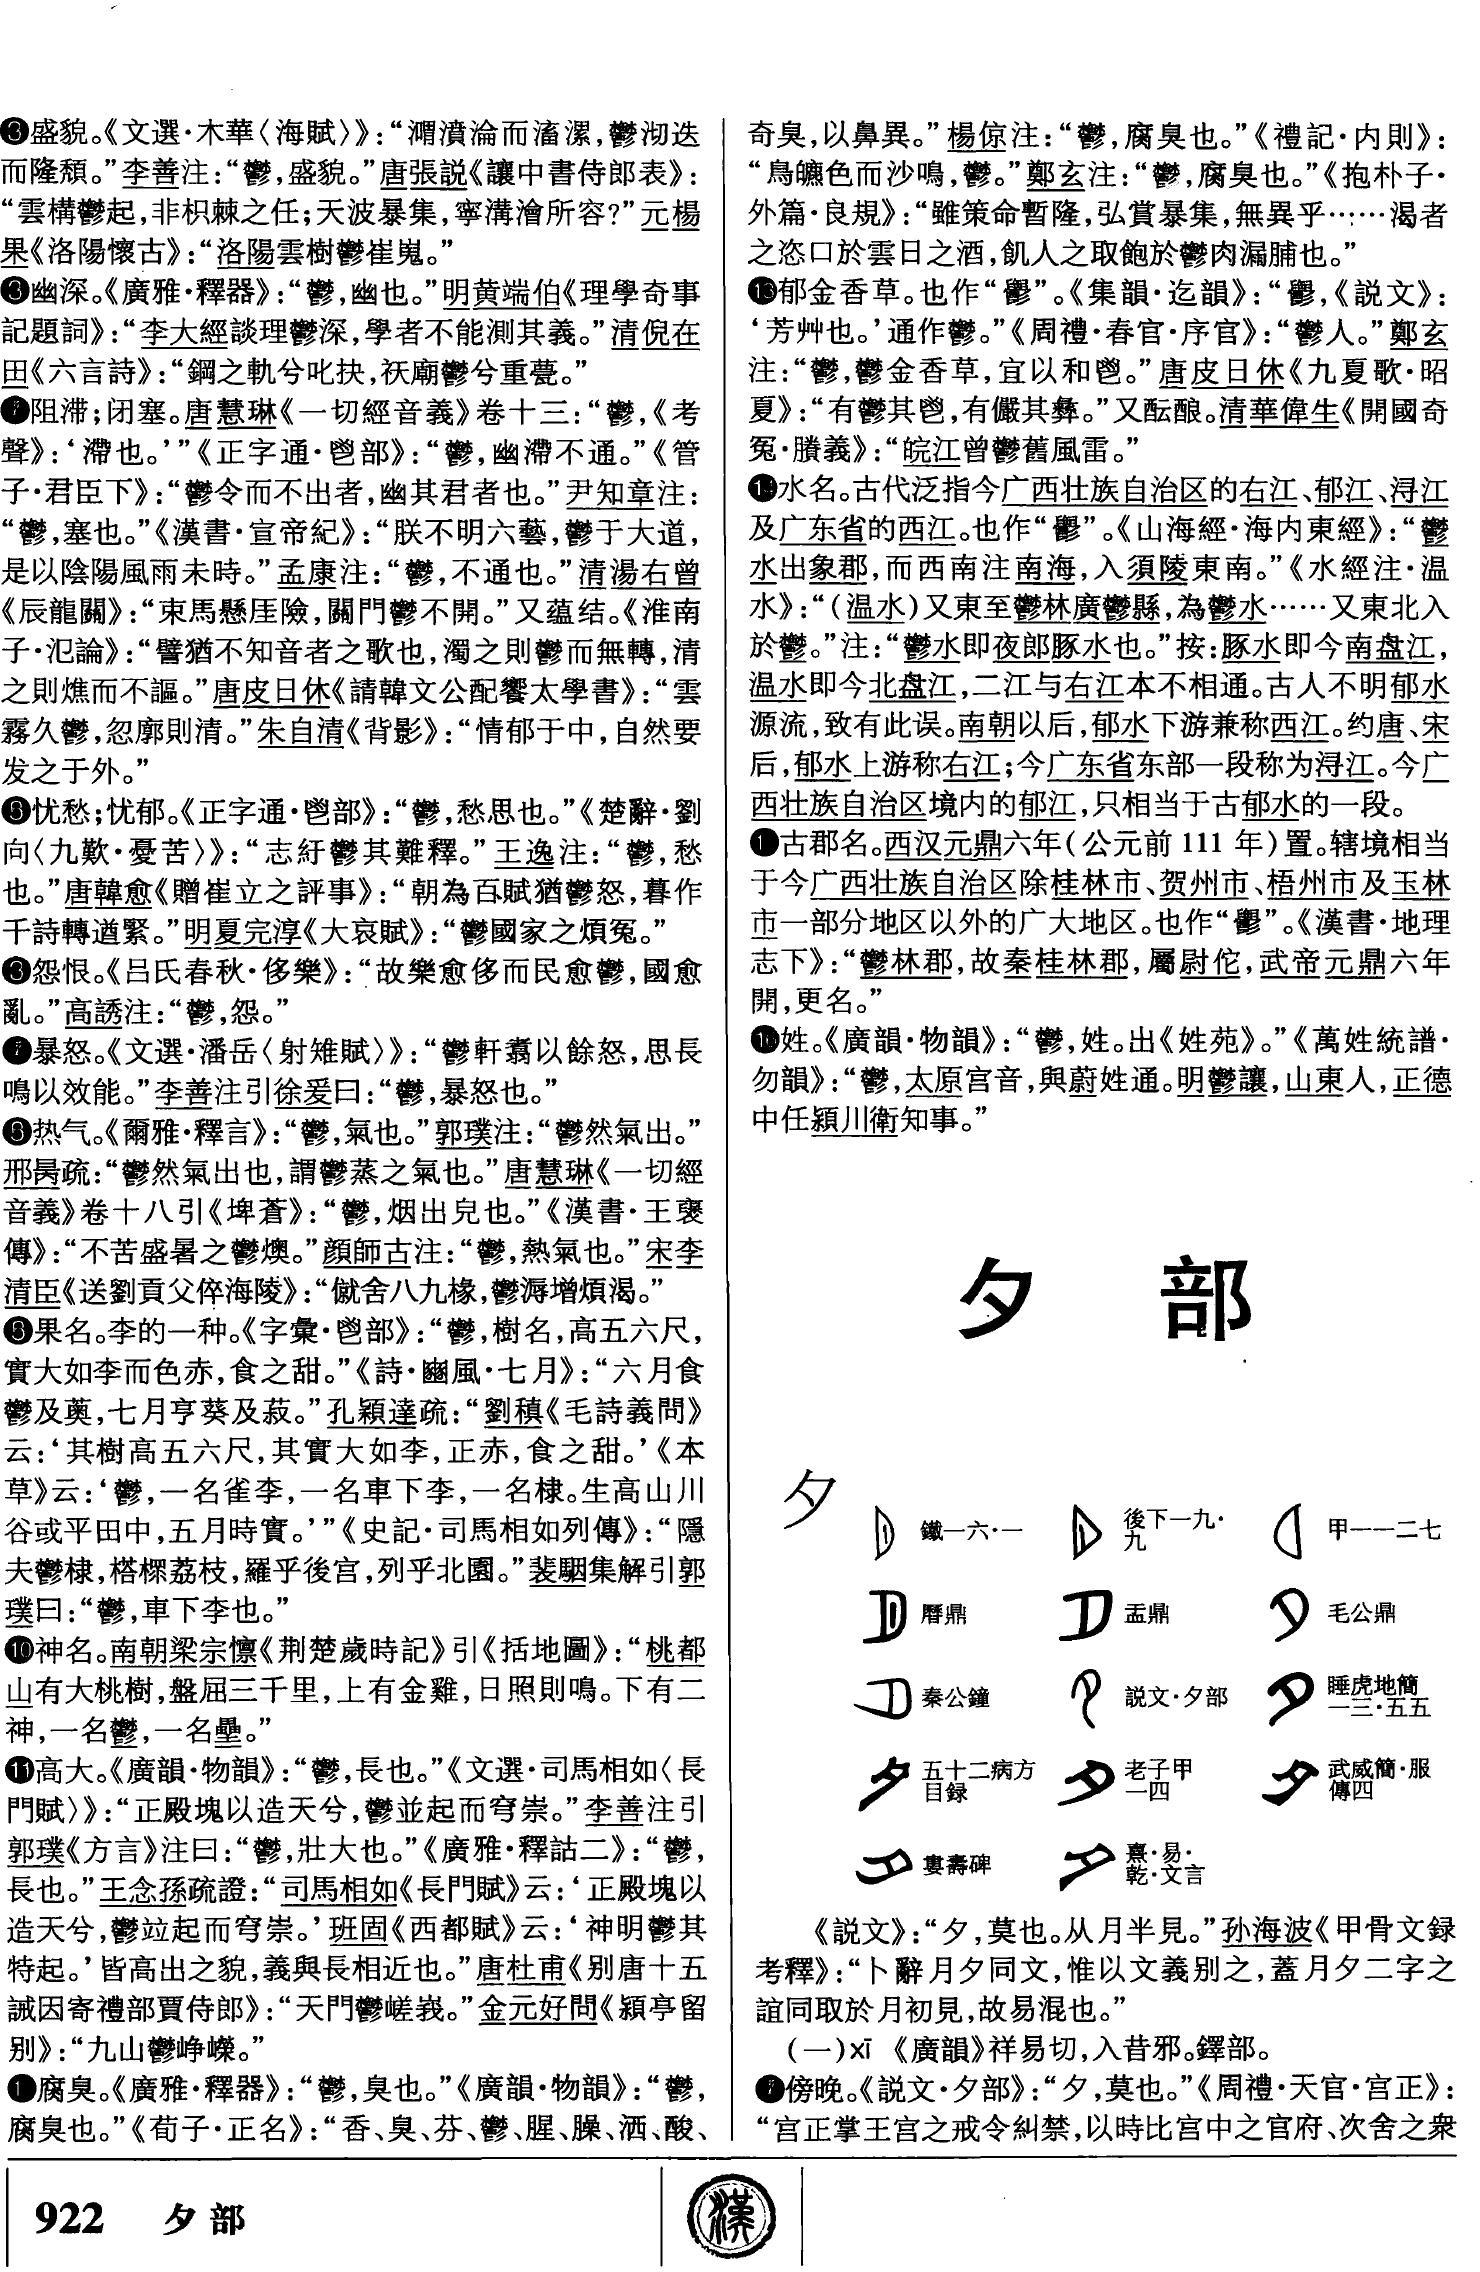 ❸盛貌。《文選·木華〈海賦〉》：“㵝濆淪而滀漯，鬱沏迭
而隆頹。”李善注：“鬱，盛貌。”唐張説《讓中書侍郎表》：
“雲構鬱起，非枳棘之任；天波暴集，寧溝澮所容？”元楊
果《洛陽懷古》：“洛陽雲樹鬱崔嵬。”
❸幽深。《廣雅·釋器》：“鬱，幽也。”明黄端伯《理學奇事
記題詞》：“李大經談理鬱深，學者不能測其義。”清倪在
田《六言詩》：“鋼之軌兮叱抉，祆廟鬱兮重甍。”
❼阻滞；闭塞。唐慧琳《一切經音義》卷十三：“鬱，《考
聲》：‘滯也。’”《正字通·鬯部》：“鬱，幽滯不通。”《管
子·君臣下》：“鬱令而不出者，幽其君者也。”尹知章注：
“鬱，塞也。”《漢書·宣帝紀》：“朕不明六藝，鬱于大道，
是以陰陽風雨未時。”孟康注：“鬱，不通也。”清湯右曾
《辰龍關》：“束馬懸厓險，關門鬱不開。”又蕴结。《淮南
子·氾論》：“譬猶不知音者之歌也，濁之則鬱而無轉，清
之則燋而不謳。”唐皮日休《請韓文公配饗太學書》：“雲
霧久鬱，忽廓則清。”朱自清《背影》：“情郁于中，自然要
发之于外。”
❻忧愁；忧郁。《正字通·鬯部》：“鬱，愁思也。”《楚辭·劉
向〈九歎·憂苦〉》：“志紆鬱其難釋。”王逸注：“鬱，愁
也。”唐韓愈《贈崔立之評事》：“朝為百賦猶鬱怒，暮作
千詩轉遒緊。”明夏完淳《大哀賦》：“鬱國家之煩冤。”
❸怨恨。《吕氏春秋·侈樂》：“故樂愈侈而民愈鬱，國愈
亂。”高誘注：“鬱，怨。”
❼暴怒。《文選·潘岳〈射雉賦〉》：“鬱軒翥以餘怒，思長
鳴以效能。”李善注引徐爰曰：“鬱，暴怒也。”
❻热气。《爾雅·釋言》：“鬱，氣也。”郭璞注：“鬱然氣出。”
邢昺疏：“鬱然氣出也，謂鬱蒸之氣也。”唐慧琳《一切經
音義》卷十八引《埤蒼》：“鬱，烟出皃也。”《漢書·王襃
傳》：“不苦盛暑之鬱燠。”顔師古注：“鬱，熱氣也。”宋李
清臣《送劉貢父倅海陵》：“僦舍八九椽，鬱溽增煩渴。”
❸果名。李的一种。《字彙·鬯部》：“鬱，樹名，高五六尺，
實大如李而色赤，食之甜。”《詩·豳風·七月》：“六月食
鬱及薁，七月亨葵及菽。”孔穎達疏：“劉稹《毛詩義問》
云：‘其樹高五六尺，其實大如李，正赤，食之甜。’《本
草》云：‘鬱，一名雀李，一名車下李，一名棣。生高山川
谷或平田中，五月時實。’”《史記·司馬相如列傳》：“隱
夫鬱棣，榙㯚荔枝，羅乎後宫，列乎北園。”裴駰集解引郭
璞曰：“鬱，車下李也。”
❿神名。南朝梁宗懍《荆楚歲時記》引《括地圖》：“桃都
山有大桃樹，盤屈三千里，上有金雞，日照則鳴。下有二
神，一名鬱，一名壘。”
⓫高大。《廣韻·物韻》：“鬱，長也。”《文選·司馬相如〈長
門賦〉》：“正殿塊以造天兮，鬱並起而穹崇。”李善注引
郭璞《方言》注曰：“鬱，壯大也。”《廣雅·釋詁二》：“鬱，
長也。”王念孫疏證：“司馬相如《長門賦》云：‘正殿塊以
造天兮，鬱竝起而穹崇。’班固《西都賦》云：‘神明鬱其
特起。’皆高出之貌，義與長相近也。”唐杜甫《别唐十五
誡因寄禮部賈侍郎》：“天門鬱嵯峩。”金元好問《潁亭留
别》：“九山鬱峥嶸。”
❶腐臭。《廣雅·釋器》：“鬱，臭也。”《廣韻·物韻》：“鬱，
腐臭也。”《荀子·正名》：“香、臭、芬、鬱、腥、臊、洒、酸、
奇臭，以鼻異。”楊倞注：“鬱，腐臭也。”《禮記·内則》：
“鳥皫色而沙鳴，鬱。”鄭玄注：“鬱，腐臭也。”《抱朴子·
外篇·良規》：“雖策命暫隆，弘賞暴集，無異乎……渴者
之恣口於雲日之酒，飢人之取飽於鬱肉漏脯也。”
⓭郁金香草。也作“鬰”。《集韻·迄韻》：“鬰，《説文》：
‘芳艸也。’通作鬱。”《周禮·春官·序官》：“鬱人。”鄭玄
注：“鬱，鬱金香草，宜以和鬯。”唐皮日休《九夏歌·昭
夏》：“有鬱其鬯，有儼其彝。”又酝酿。清華偉生《開國奇
冤·賸義》：“皖江曾鬱舊風雷。”
❶水名。古代泛指今广西壮族自治区的右江、郁江、浔江
及广东省的西江。也作“鬰”。《山海經·海内東經》：“鬱
水出象郡，而西南注南海，入須陵東南。”《水經注·温
水》：“（温水）又東至鬱林廣鬱縣，為鬱水……又東北入
於鬱。”注：“鬱水即夜郎豚水也。”按：豚水即今南盘江，
温水即今北盘江，二江与右江本不相通。古人不明郁水
源流，致有此误。南朝以后，郁水下游兼称西江。约唐、宋
后，郁水上游称右江；今广东省东部一段称为浔江。今广
西壮族自治区境内的郁江，只相当于古郁水的一段。
❶古郡名。西汉元鼎六年（公元前 111 年）置。辖境相当
于今广西壮族自治区除桂林市、贺州市、梧州市及玉林
市一部分地区以外的广大地区。也作“鬰”。《漢書·地理
志下》：“鬱林郡，故秦桂林郡，屬尉佗，武帝元鼎六年
開，更名。”
⓰姓。《廣韻·物韻》：“鬱，姓。出《姓苑》。”《萬姓統譜·
勿韻》：“鬱，太原宫音，與蔚姓通。明鬱讓，山東人，正德
中任潁川衛知事。”
夕　部
夕
鐵一六·一　後下一九·九　甲一一二七
曆鼎　盂鼎　毛公鼎
秦公鐘　説文·夕部　睡虎地簡一三·五五
五十二病方目録　老子甲一四　武威簡·服傳四
婁壽碑　熹·易·乾·文言
《説文》：“夕，莫也。从月半見。”孙海波《甲骨文録
考釋》：“卜辭月夕同文，惟以文義别之，蓋月夕二字之
誼同取於月初見，故易混也。”
（一）xī 《廣韻》祥易切，入昔邪。鐸部。
❼傍晚。《説文·夕部》：“夕，莫也。”《周禮·天官·宫正》：
“宫正掌王宫之戒令糾禁，以時比宫中之官府、次舍之衆
922　夕部
漢